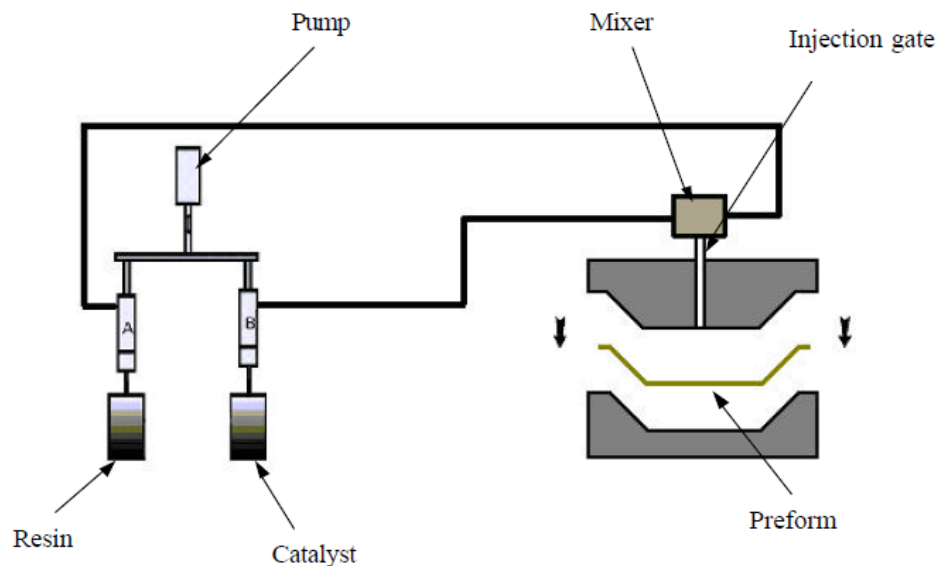 Pump
Mixer
Injection gate
A
B
Resin
Catalyst
Preform